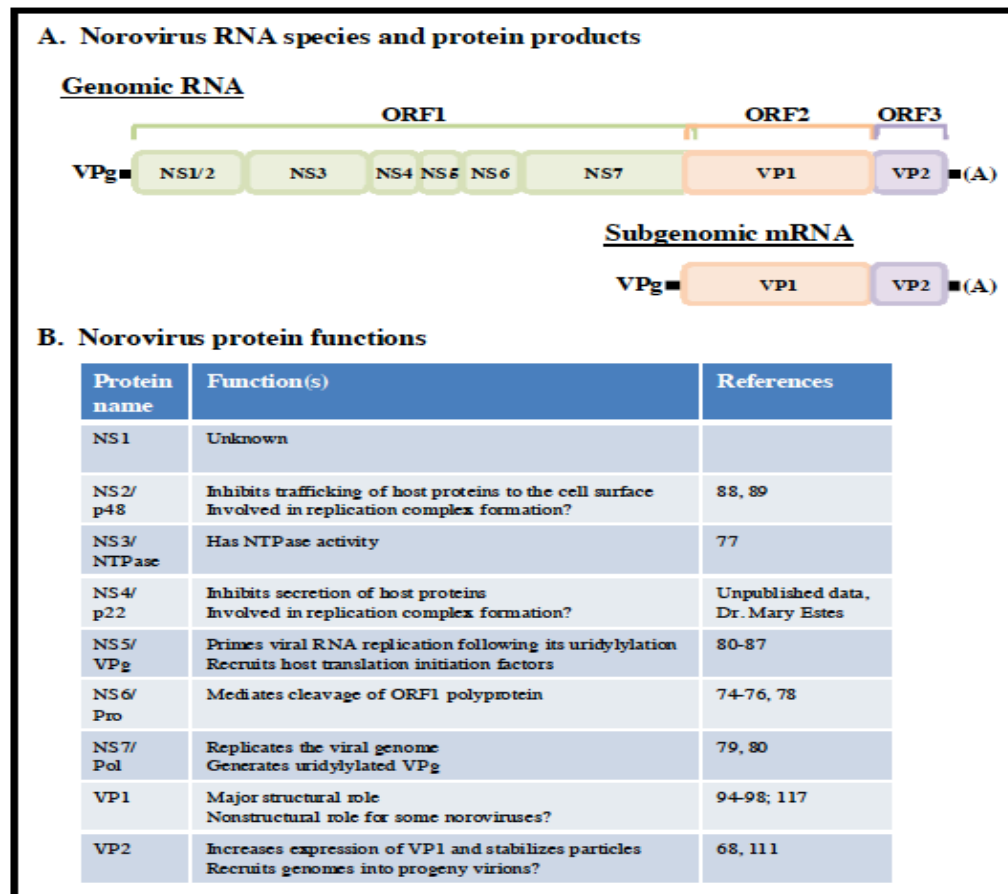 A. Norovirus RNA species and protein products
Genomic RNA
ORF1 ORF2 ORF3
VPg NS1/2 NS3 NS4 NS5 NS6 NS7 VP1 VP2 (A)
Subgenomic mRNA
VPg VP1 VP2 (A)
B. Norovirus protein functions
Protein name Function(s) References
NS1 Unknown
NS2/ Inhibits trafficking of host proteins to the cell surface 88, 89
p48 Involved in replication complex formation?
NS3/ Has NTPase activity 77
NTPase
NS4/ Inhibits secretion of host proteins Unpublished data,
p22 Involved in replication complex formation? Dr. Mary Estes
NS5/ Primes viral RNA replication following its uridylylation 80-87
VPg Recruits host translation initiation factors
NS6/ Mediates cleavage of ORF1 polyprotein 74-76, 78
Pro
NS7/ Replicates the viral genome 79, 80
Pol Generates uridylylated VPg
VP1 Major structural role 94-98; 117
Nonstructural role for some noroviruses?
VP2 Increases expression of VP1 and stabilizes particles 68, 111
Recruits genomes into progeny virions?